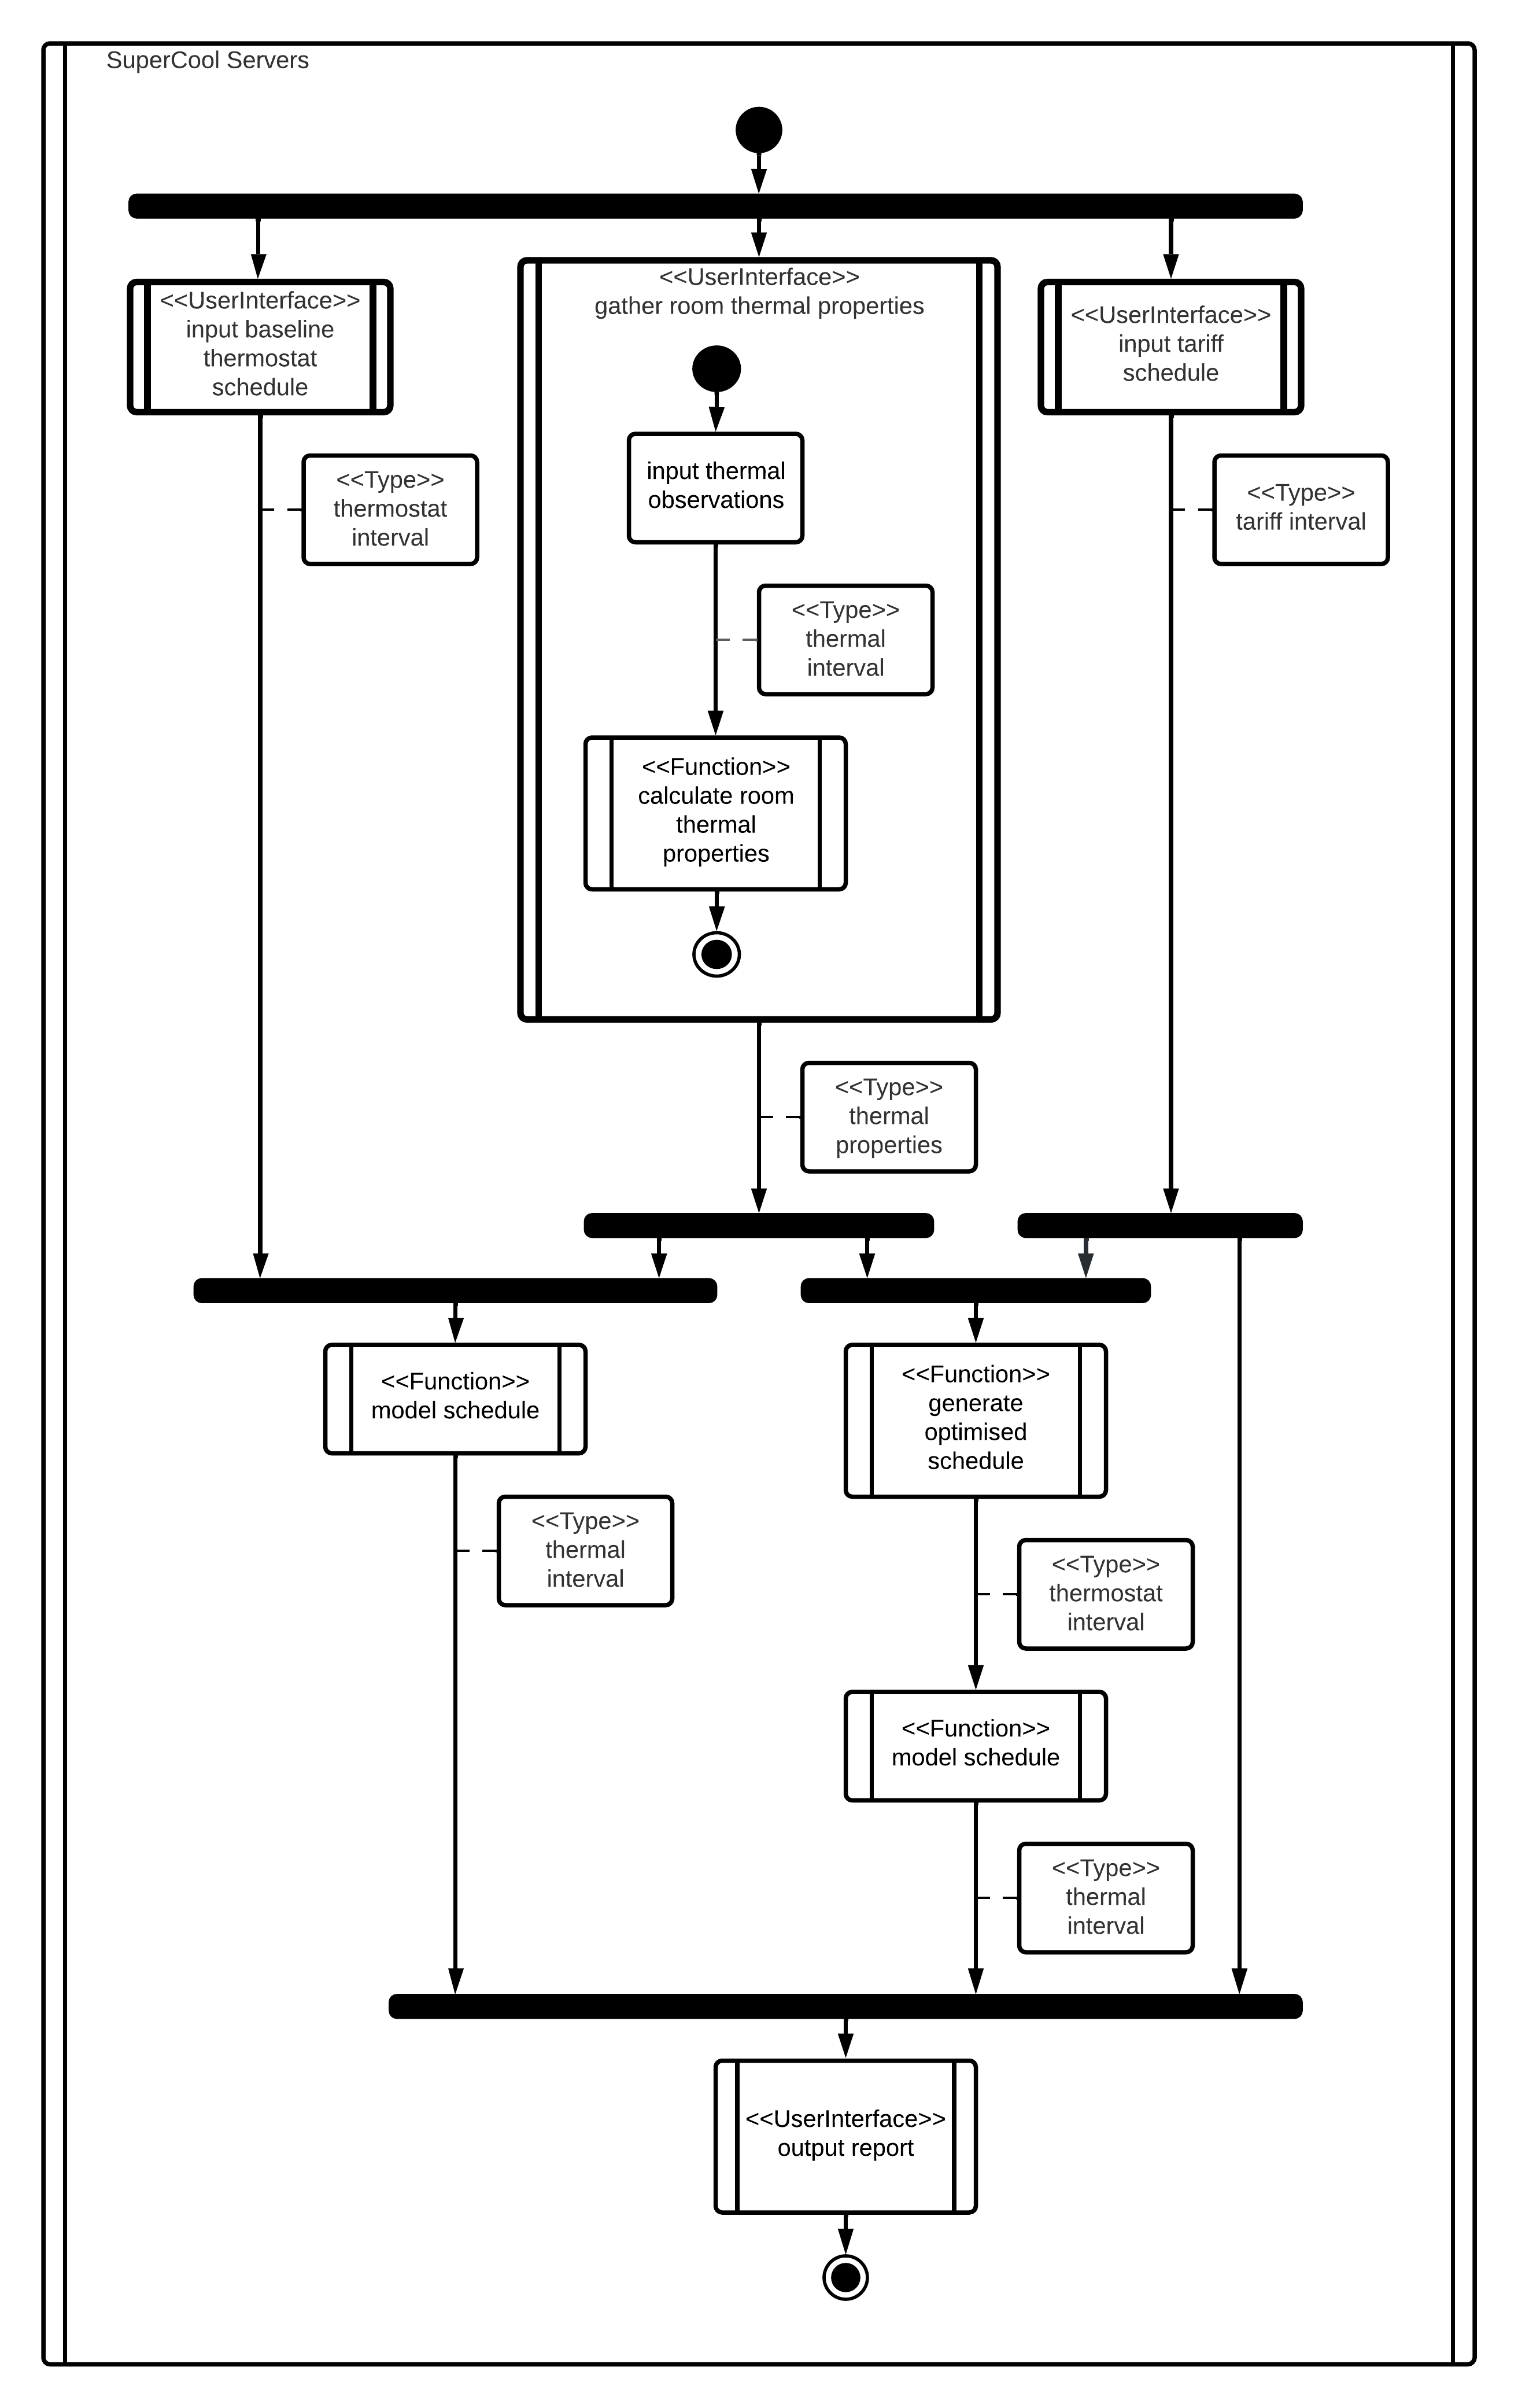 SuperCool Servers
<<UserInterface>>
input baseline
thermostat
schedule
<<UserInterface>>
gather room thermal properties
<<UserInterface>>
input tariff
schedule
input thermal
observations
<<Type>>
thermostat
interval
<<Type>>
tariff interval
<<Type>>
thermal
interval
<<Function>>
calculate room
thermal
properties
<<Type>>
thermal
properties
<<Function>>
model schedule
<<Function>>
generate
optimised
schedule
<<Type>>
thermal
interval
<<Type>>
thermostat
interval
<<Function>>
model schedule
<<Type>>
thermal
interval
<<UserInterface>>
output report